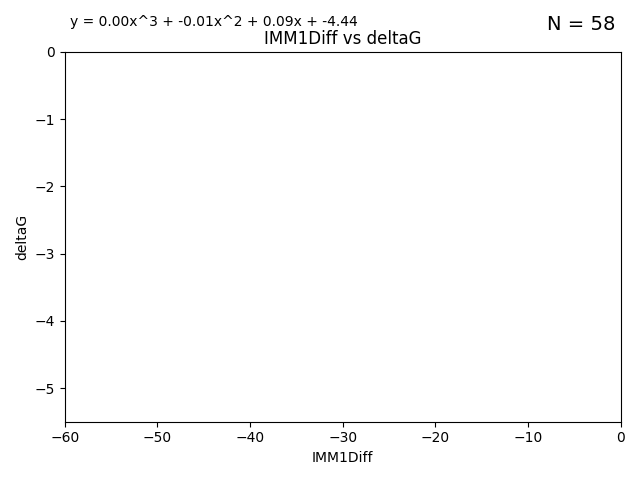 y = 0.00x^3 + -0.01x^2 + 0.09x + -4.44
N = 58
IMM1Diff vs deltaG
0
−1
−2
−3
−4
−5
deltaG
−60 −50 −40 −30 −20 −10 0
IMM1Diff